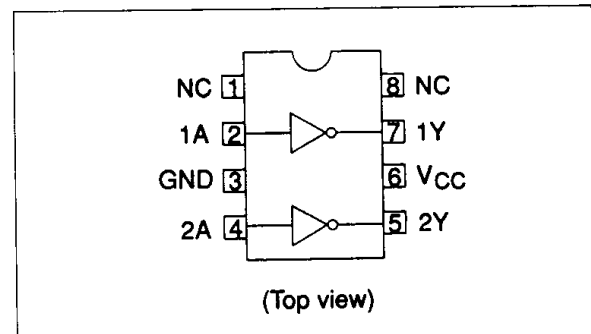 NC 1 8 NC
1A 2 7 1Y
GND 3 6 VCC
2A 4 5 2Y
(Top view)